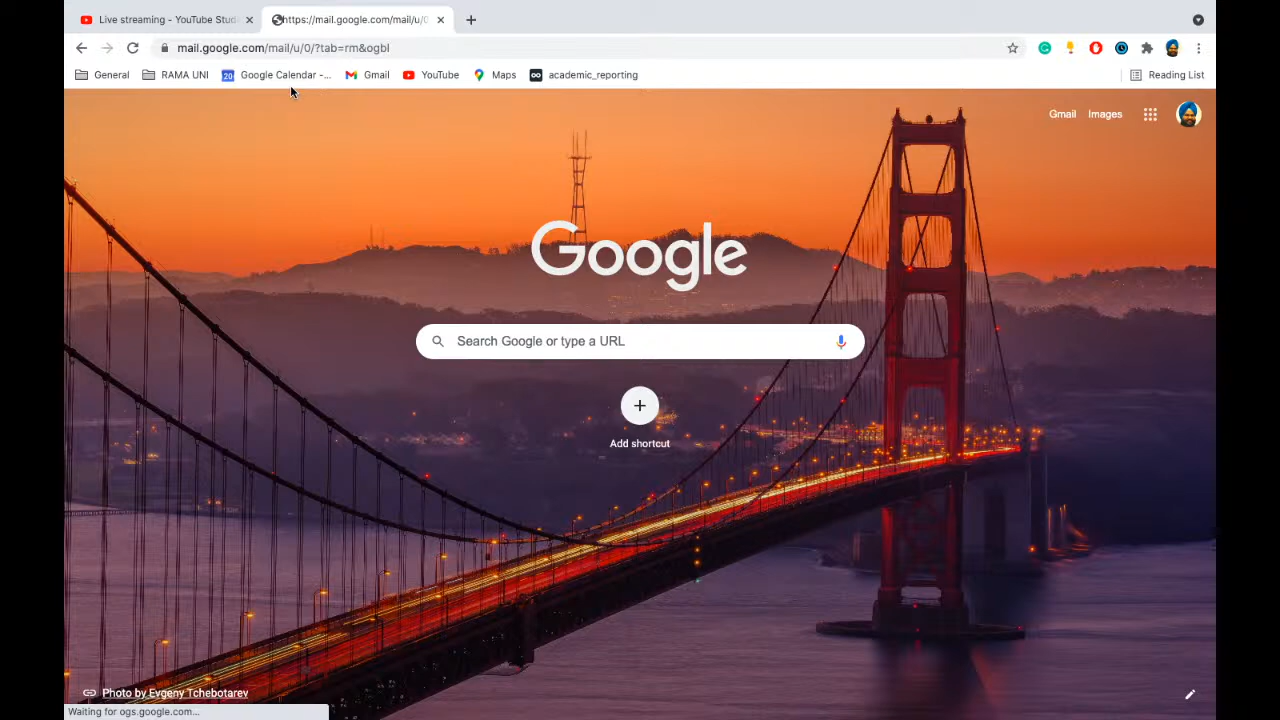 Live streaming - YouTube Stud
https://mail.google.com/mail/u/0
mail.google.com/mail/u/0/?tab=rm&ogbl
General RAMA UNI 20 Google Calendar -... Gmail YouTube Maps academic_reporting Reading List
Gmail Images
Google
Search Google or type a URL
Add shortcut
Photo by Evgeny Tchebotarev
Waiting for ogs.google.com...